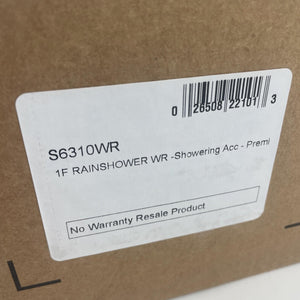 0 26508 22101 3
S6310WR
1F RAINSHOWER WR -Showering Acc - Premi
No Warranty Resale Product